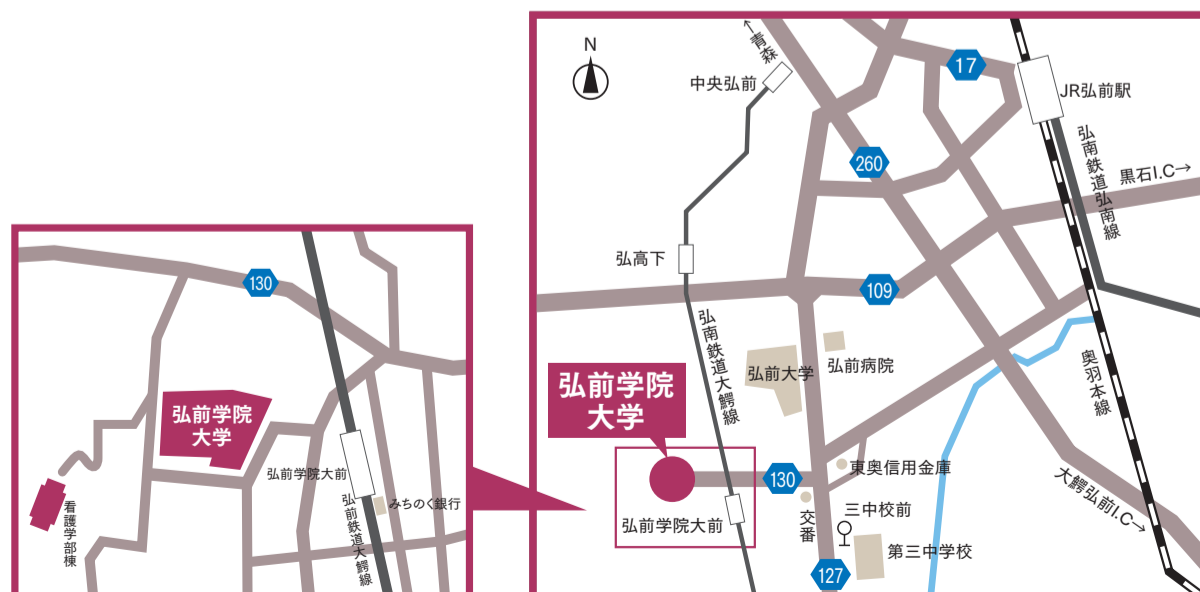 130
弘前学院
大学
弘前学院大前
みちのく銀行
弘前鉄道大鰐線
看護学部棟
N
←青森
中央弘前
17
JR弘前駅
260
弘南鉄道弘南線
黒石I.C→
弘高下
109
弘南鉄道大鰐線
弘前大学
弘前病院
奥羽本線
弘前学院
大学
130
東奥信用金庫
弘前学院大前
交番
三中校前
第三中学校
127
大鰐弘前I.C→